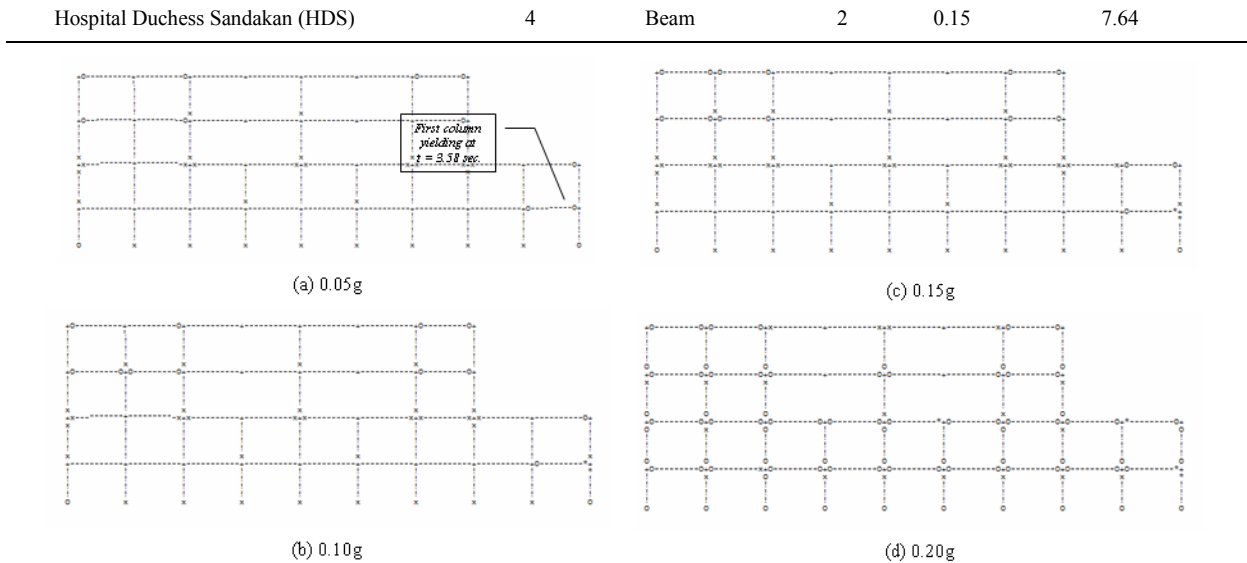 Hospital Duchess Sandakan (HDS) 4 Beam 2 0.15 7.64
First column
yielding at
t = 3.58 sec.
(a) 0.05g
(c) 0.15g
(b) 0.10g
(d) 0.20g